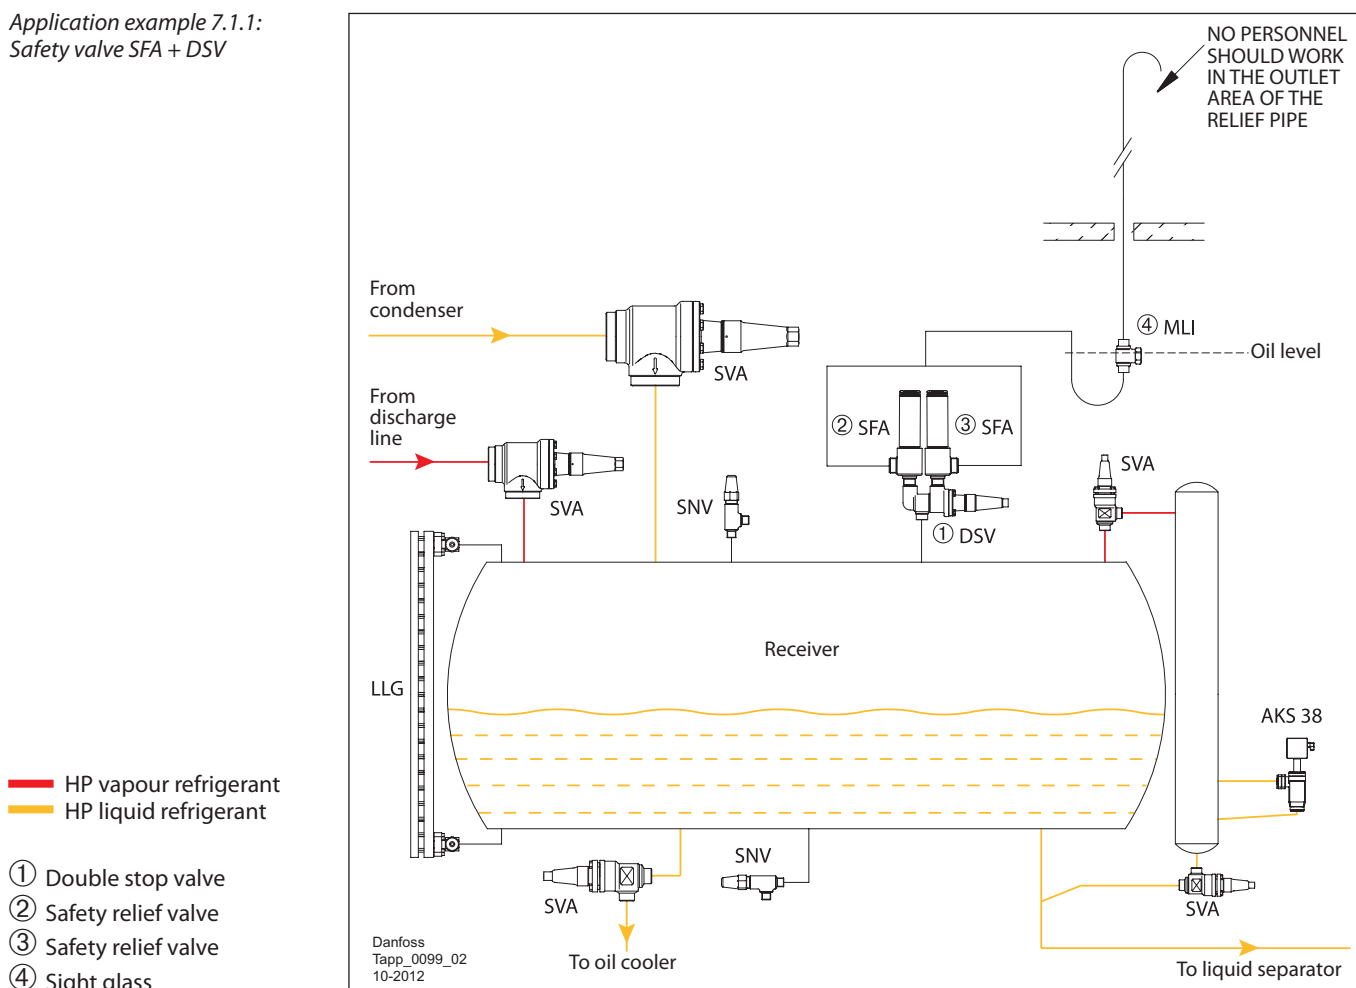 Application example 7.1.1:
Safety valve SFA + DSV
NO PERSONNEL
SHOULD WORK
IN THE OUTLET
AREA OF THE
RELIEF PIPE
From
condenser
SVA
④ MLI
Oil level
From
discharge
line
SVA
② SFA
③ SFA
SNV
① DSV
SVA
Receiver
LLG
AKS 38
HP vapour refrigerant
HP liquid refrigerant
① Double stop valve
② Safety relief valve
③ Safety relief valve
④ Sight glass
SVA
SNV
SVA
To oil cooler
To liquid separator
Danfoss
Tapp_0099_02
10-2012